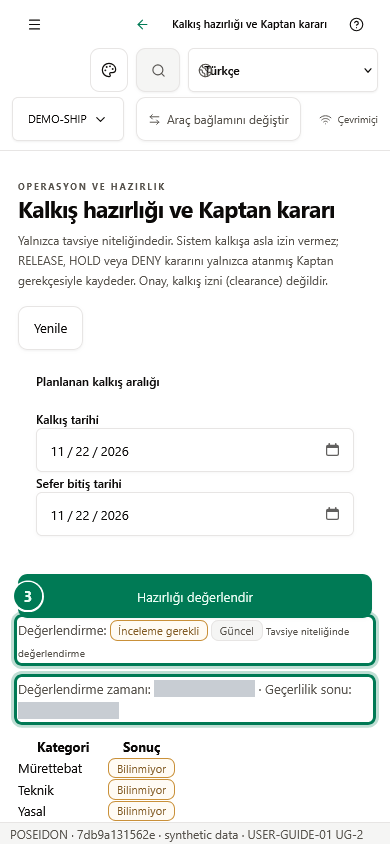 Kalkış hazırlığı ve Kaptan kararı
Türkçe
DEMO-SHIP
Araç bağlamını değiştir
Çevrimiçi
OPERASYON VE HAZIRLIK
Kalkış hazırlığı ve Kaptan kararı
Yalnızca tavsiye niteliğindedir. Sistem kalkışa asla izin vermez;
RELEASE, HOLD veya DENY kararını yalnızca atanmış Kaptan
gerekçesiyle kaydeder. Onay, kalkış izni (clearance) değildir.
Yenile
Planlanan kalkış aralığı
Kalkış tarihi
11 / 22 / 2026
Sefer bitiş tarihi
11 / 22 / 2026
3
Hazırlığı değerlendir
Değerlendirme: İnceleme gerekli Güncel Tavsiye niteliğinde
değerlendirme
Değerlendirme zamanı: · Geçerlilik sonu:
Kategori Sonuç
Mürettebat Bilinmiyor
Teknik Bilinmiyor
Yasal Bilinmiyor
POSEIDON · 7db9a131562e · synthetic data · USER-GUIDE-01 UG-2